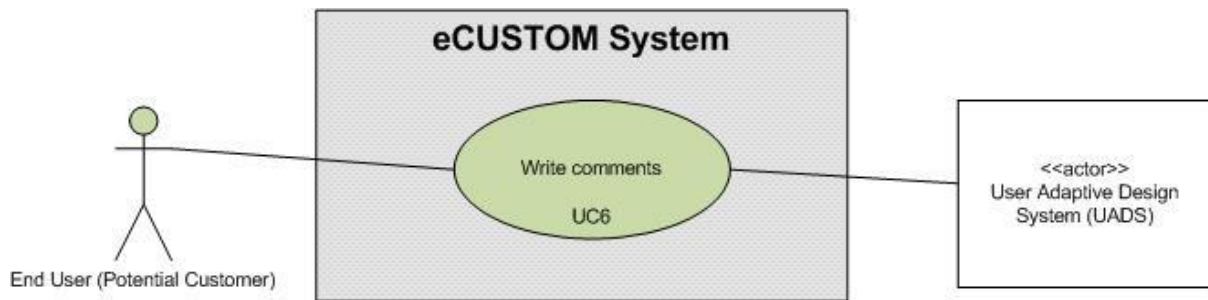 eCUSTOM System
Write comments
UC6
<<actor>>
User Adaptive Design
System (UADS)
End User (Potential Customer)